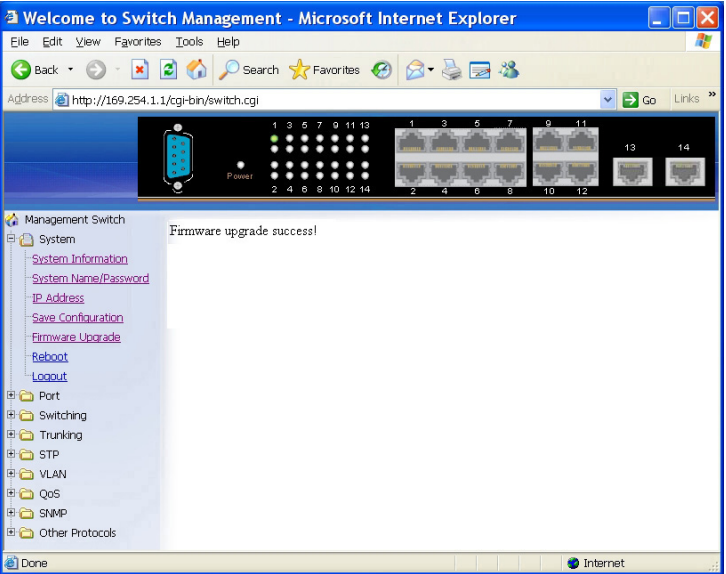 Welcome to Switch Management - Microsoft Internet Explorer
File Edit View Favorites Tools Help
Back Search Favorites
Address http://169.254.1.1/cgi-bin/switch.cgi Go Links »
1 3 5 7 9 11 13
Power
2 4 6 8 10 12 14
1 3 5 7 9 11
13 14
2 4 6 8 10 12
Management Switch
System
System Information
System Name/Password
IP Address
Save Configuration
Firmware Upgrade
Reboot
Logout
Port
Switching
Trunking
STP
VLAN
QoS
SNMP
Other Protocols
Firmware upgrade success!
Done Internet